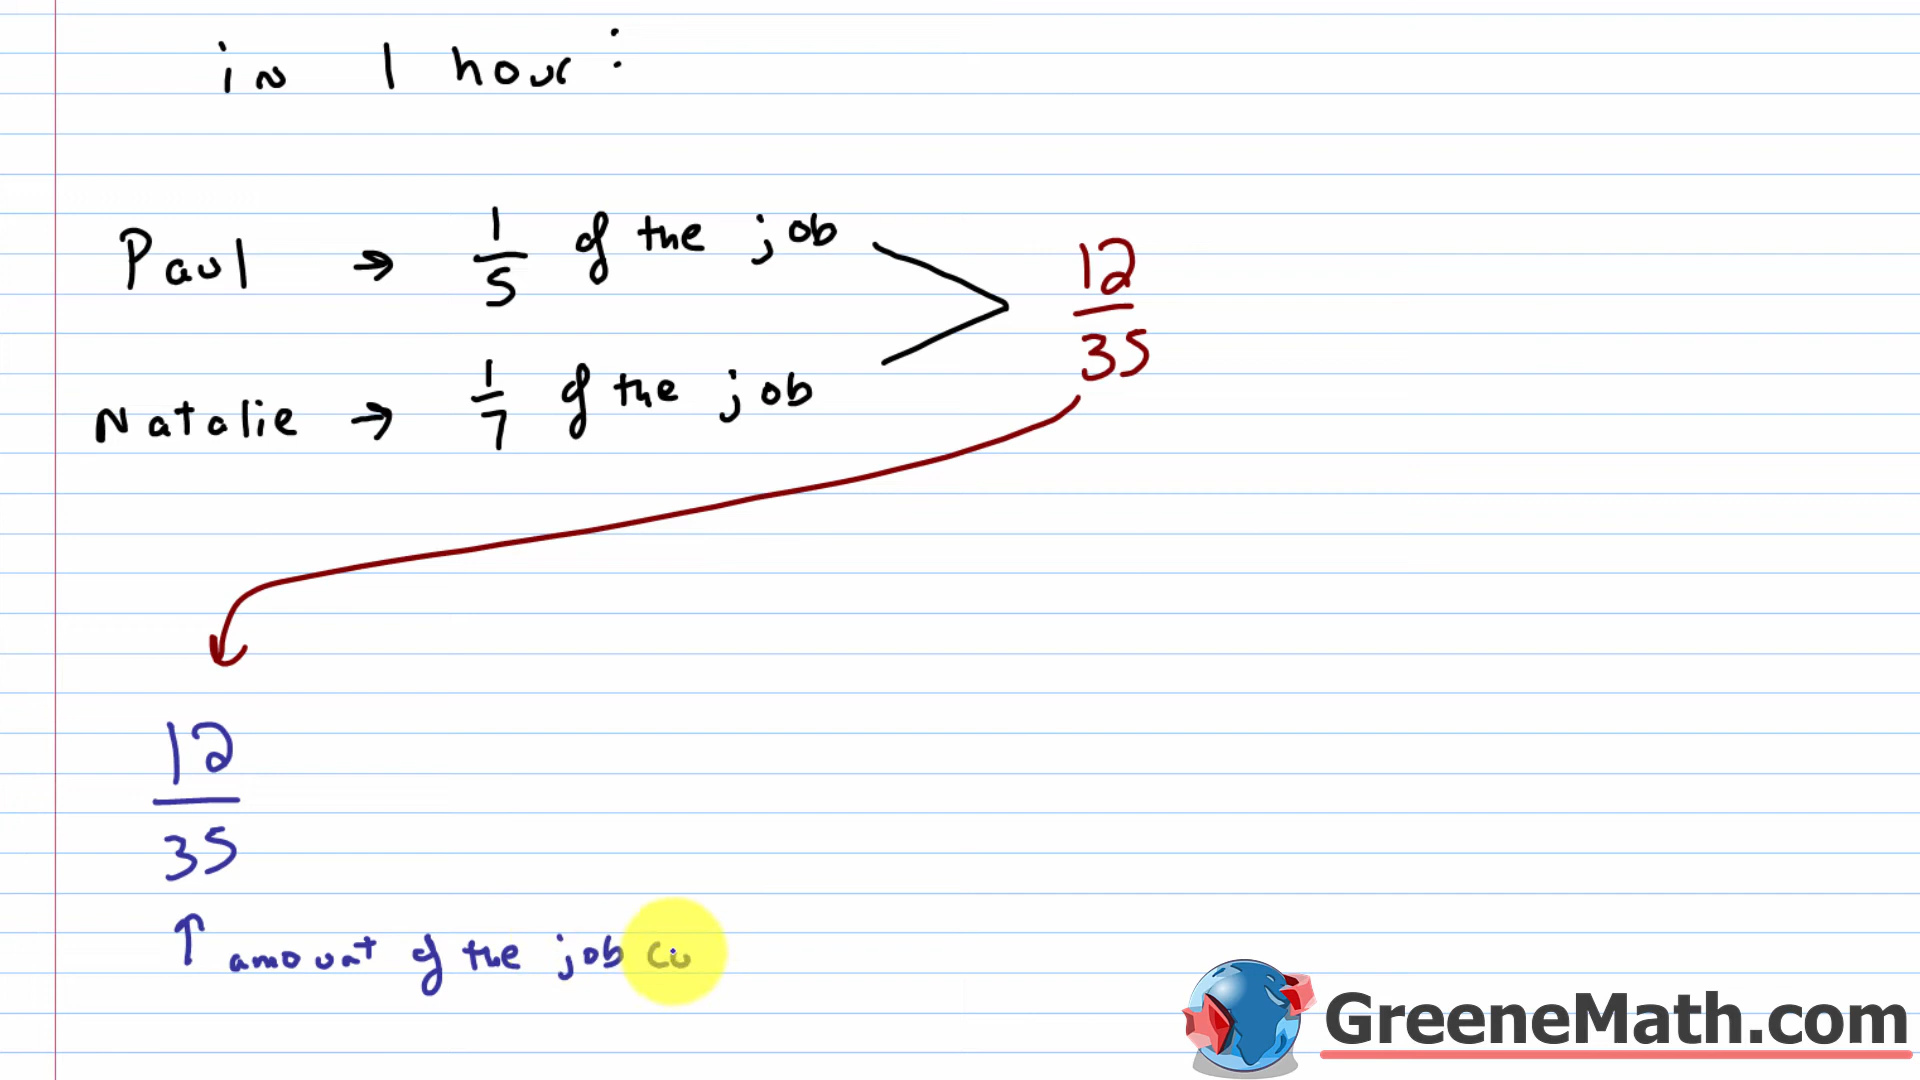 in 1 hour :
Paul → 1/5 of the job
12/35
Natalie → 1/7 of the job
12/35
↑ amount of the job
GreeneMath.com